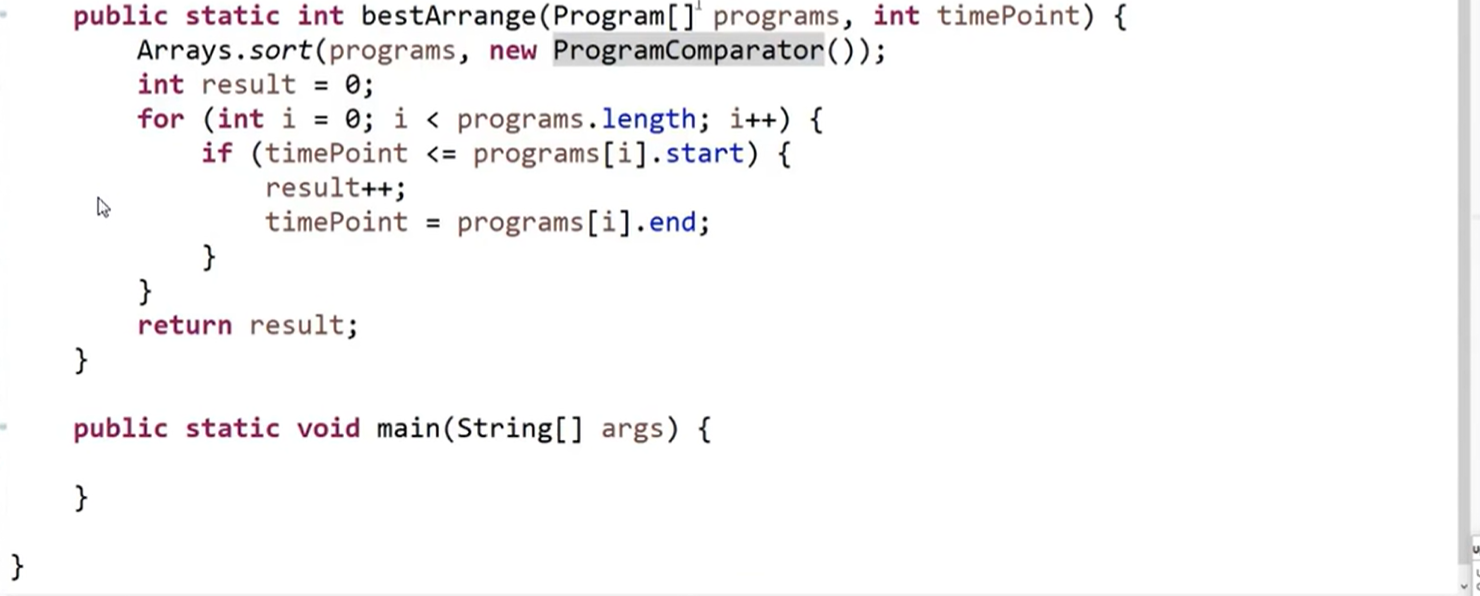 public static int bestArrange(Program[] programs, int timePoint) {
Arrays.sort(programs, new ProgramComparator());
int result = 0;
for (int i = 0; i < programs.length; i++) {
if (timePoint <= programs[i].start) {
result++;
timePoint = programs[i].end;
}
}
return result;
}
public static void main(String[] args) {
}
}